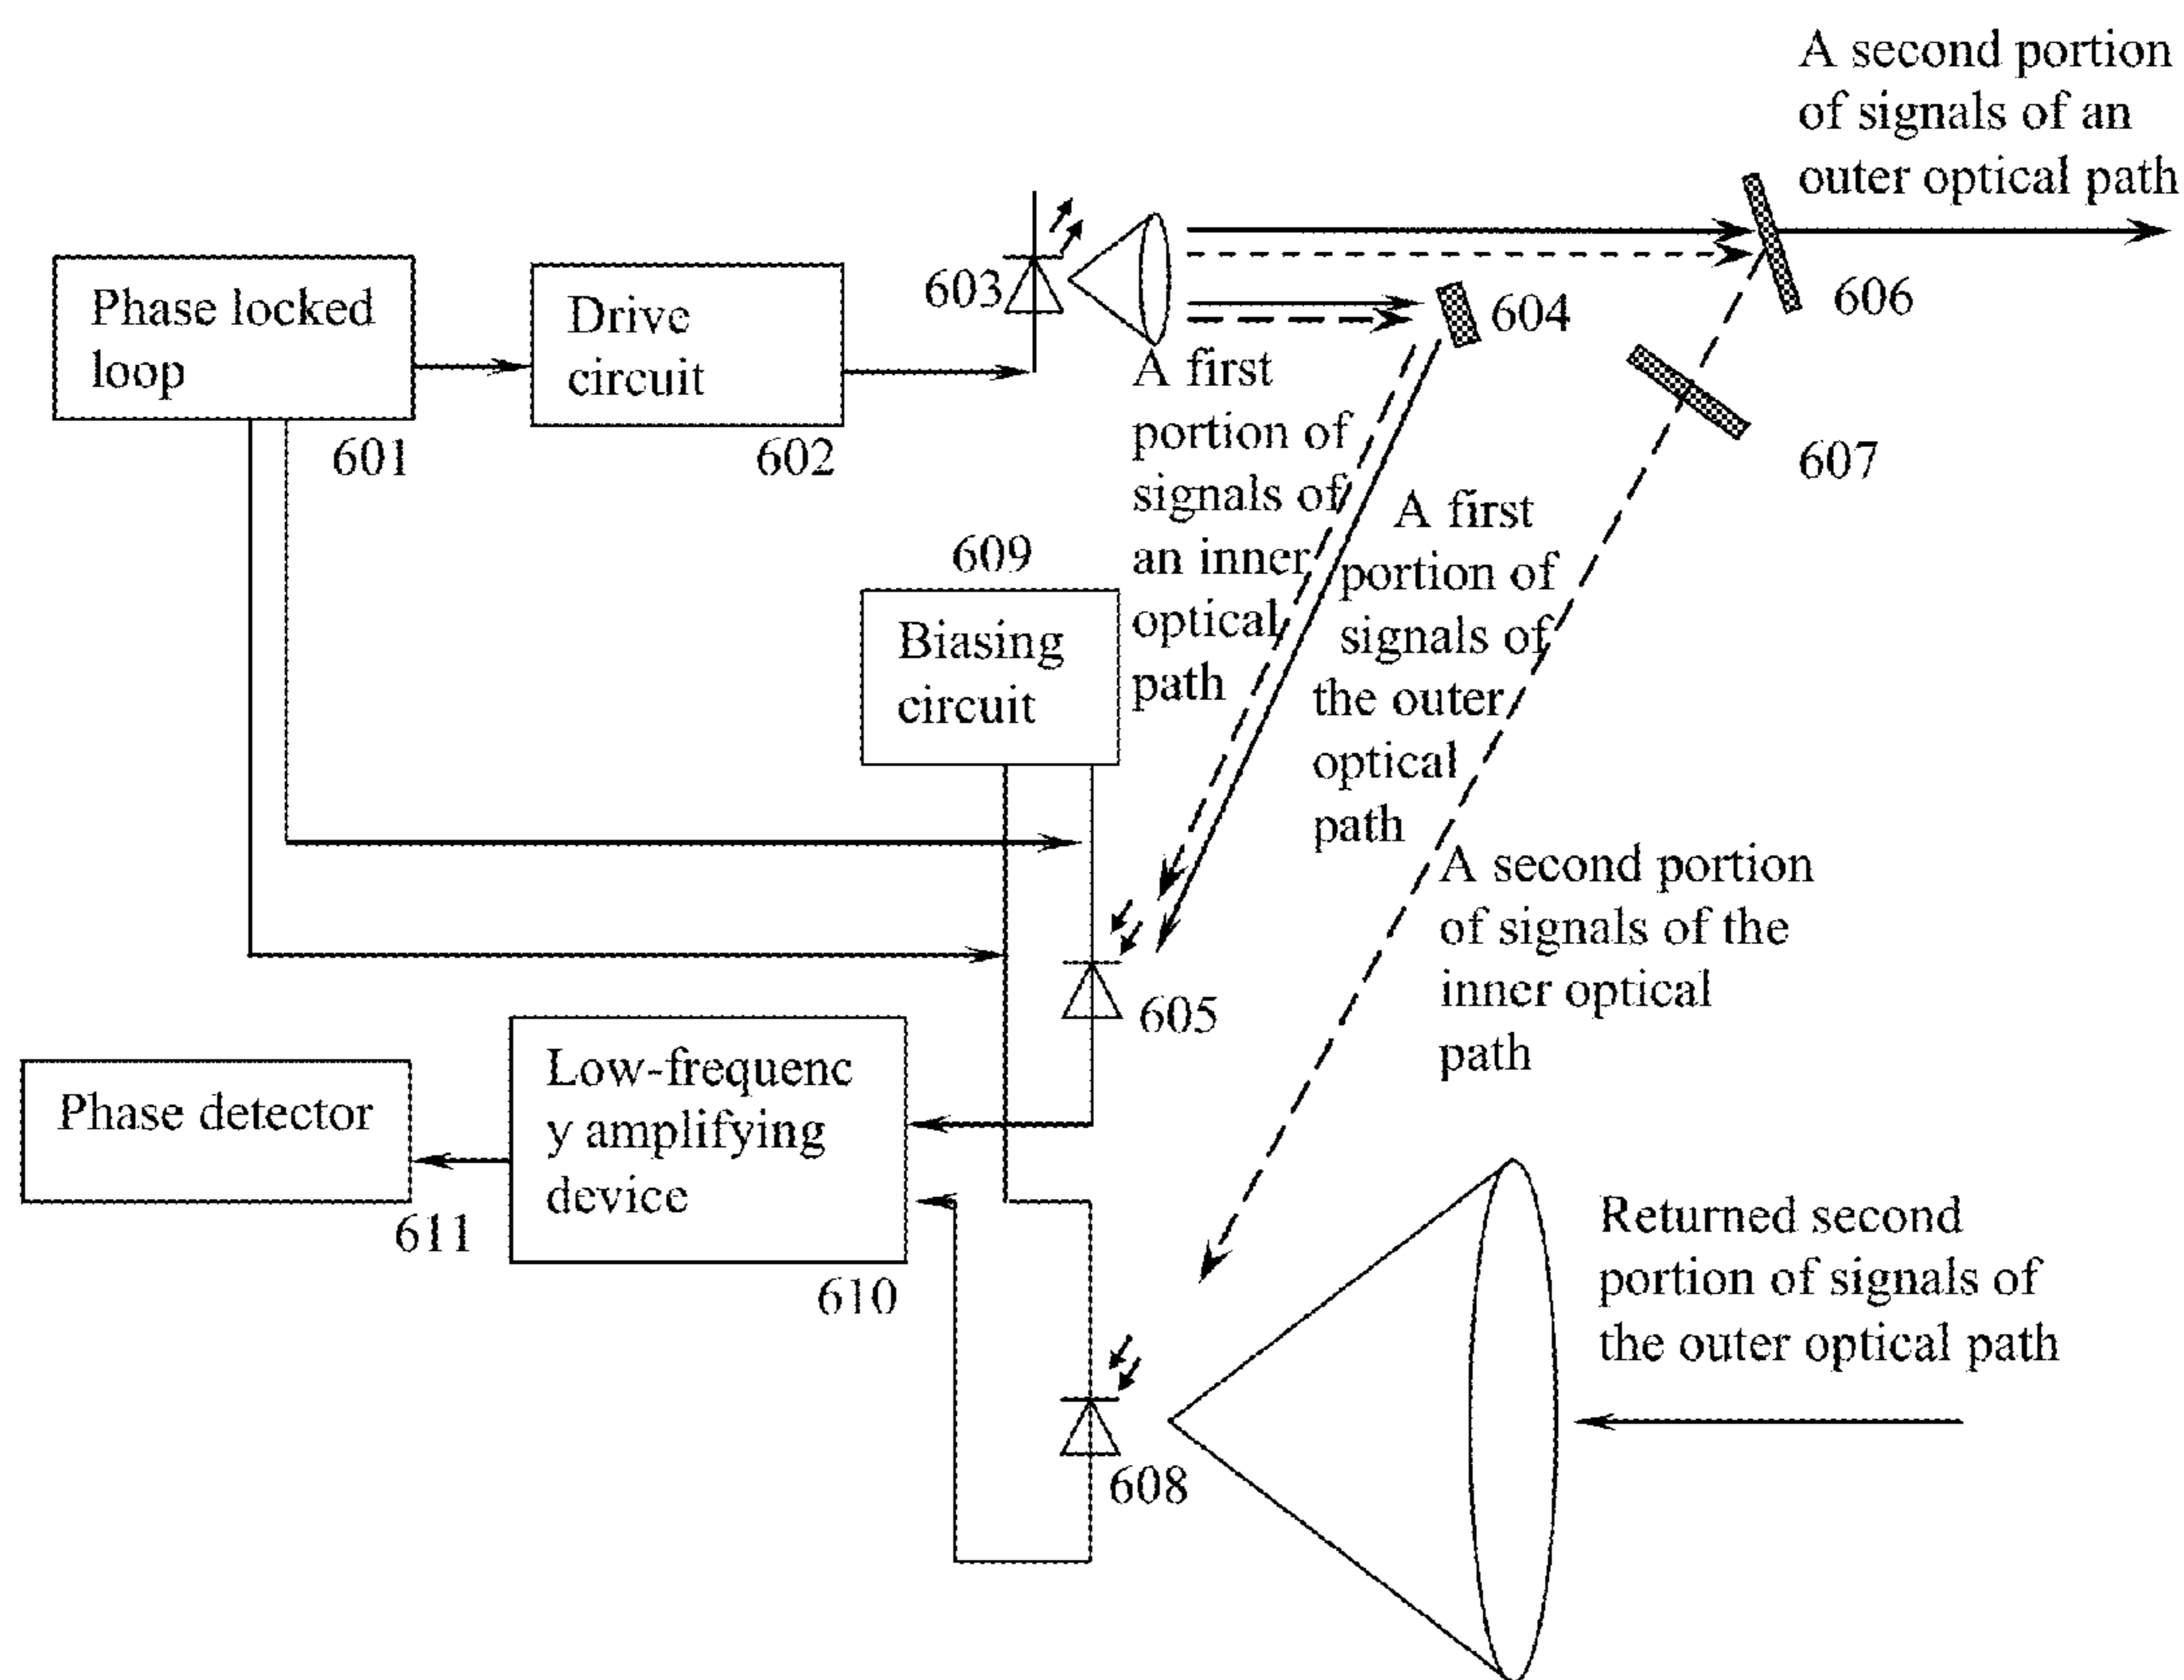 A second portion
of signals of an
outer optical path
Phase locked
loop
601
Drive
circuit
602
603
604
606
607
A first
portion of
signals of
an inner
optical
path
A first
portion of
signals of
the outer
optical
path
609
Biasing
circuit
A second portion
of signals of the
inner optical
path
605
Low-frequenc
y amplifying
device
610
Phase detector
611
608
Returned second
portion of signals of
the outer optical path